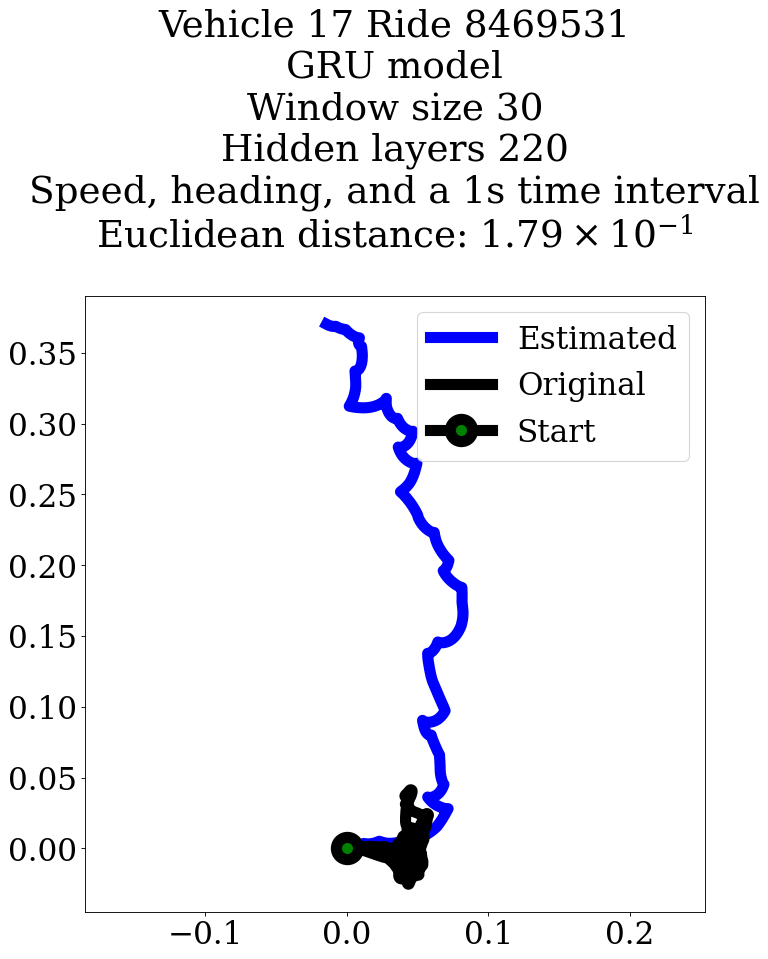 Vehicle 17 Ride 8469531
GRU model
Window size 30
Hidden layers 220
Speed, heading, and a 1s time interval
Euclidean distance: 1.79 × 10⁻¹
Estimated
Original
Start
0.35
0.30
0.25
0.20
0.15
0.10
0.05
0.00
−0.1
0.0
0.1
0.2